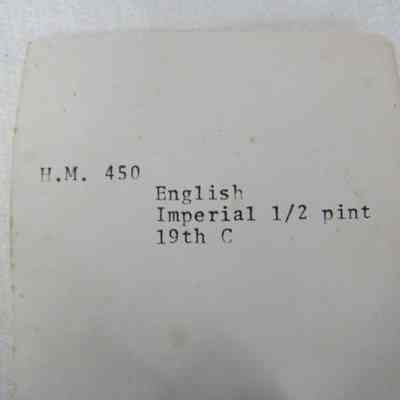 H.M. 450
English
Imperial 1/2 pint
19th C